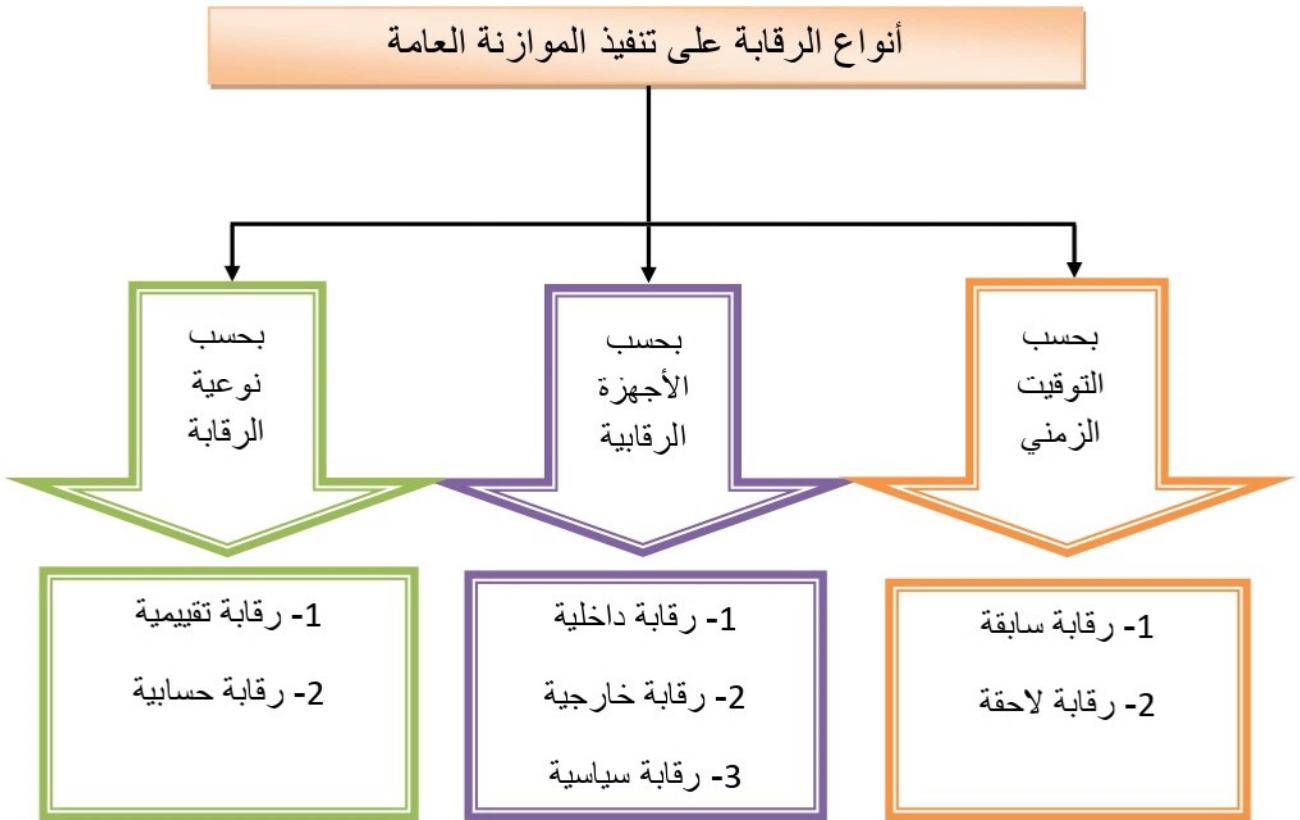 أنواع الرقابة على تنفيذ الموازنة العامة
بحسب
التوقيت
الزمني
1- رقابة سابقة
2- رقابة لاحقة
بحسب
الأجهزة
الرقابية
1- رقابة داخلية
2- رقابة خارجية
3- رقابة سياسية
بحسب
نوعية
الرقابة
1- رقابة تقييمية
2- رقابة حسابية